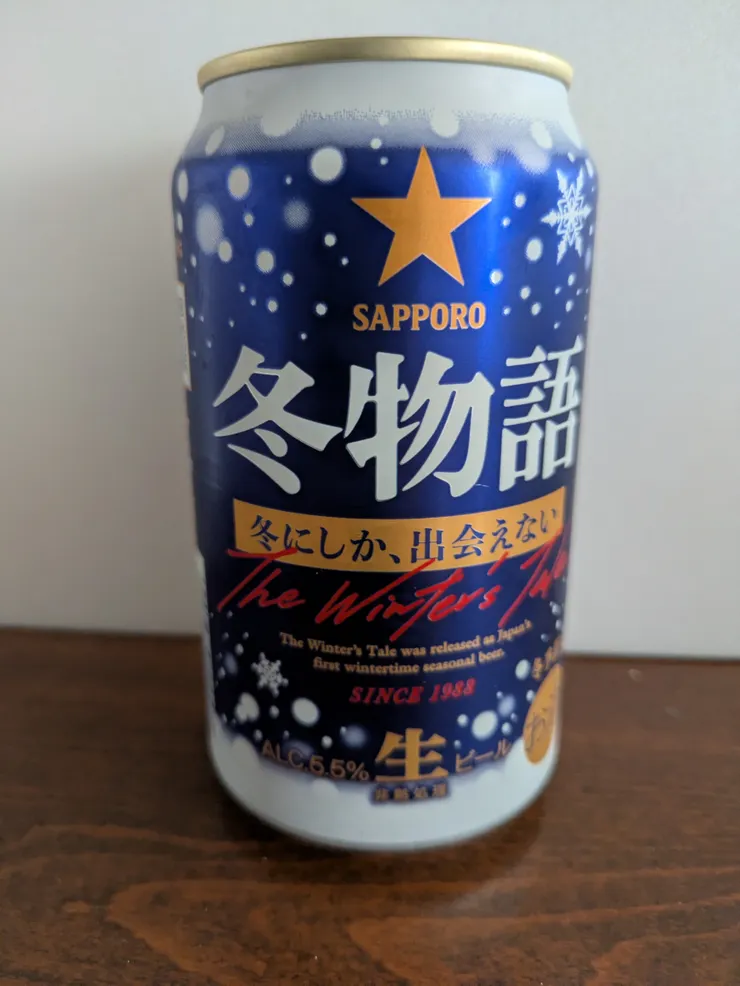 SAPPORO
冬物語
冬にしか、出会えない
The Winter's Tale
The Winter's Tale was released as Japan's
first wintertime seasonal beer.
SINCE 1988
ALC.5.5% 生 ビール
非熱処理